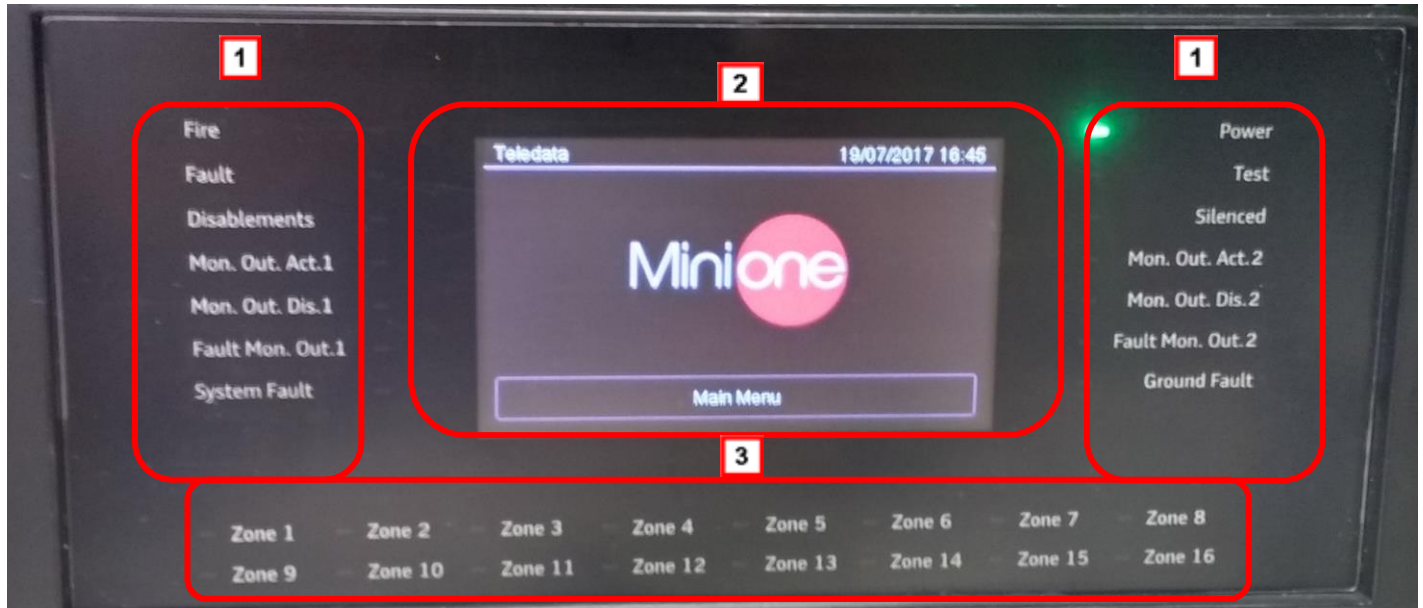 1
1
2
Fire
Fault
Disablements
Mon. Out. Act.1
Mon. Out. Dis.1
Fault Mon. Out.1
System Fault
Teledata 19/07/2017 16:45
Minione
Main Menu
Power
Test
Silenced
Mon. Out. Act.2
Mon. Out. Dis.2
Fault Mon. Out.2
Ground Fault
3
Zone 1 Zone 2 Zone 3 Zone 4 Zone 5 Zone 6 Zone 7 Zone 8
Zone 9 Zone 10 Zone 11 Zone 12 Zone 13 Zone 14 Zone 15 Zone 16